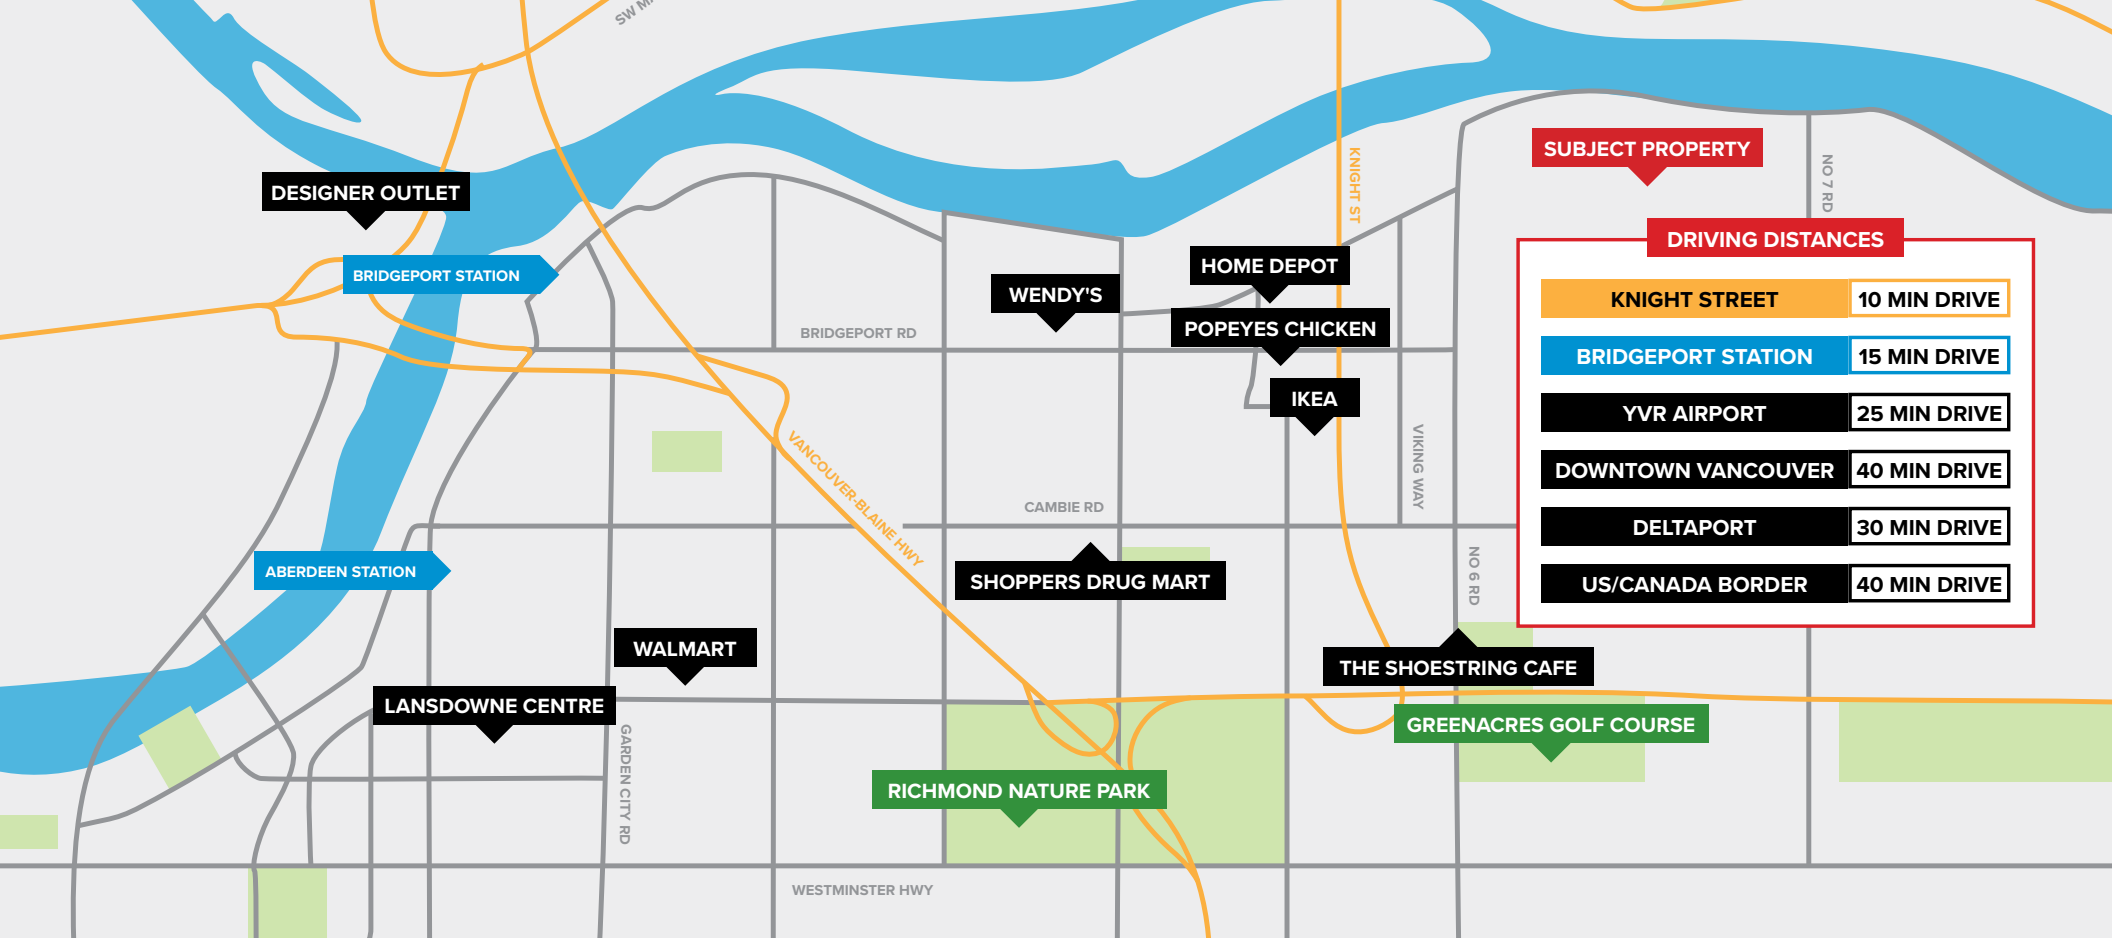 SW M
KNIGHT ST
SUBJECT PROPERTY
NO 7 RD
DESIGNER OUTLET
BRIDGEPORT STATION
HOME DEPOT
WENDY'S
POPEYES CHICKEN
BRIDGEPORT RD
IKEA
VIKING WAY
VANCOUVER-BLAINE HWY
CAMBIE RD
SHOPPERS DRUG MART
NO 6 RD
ABERDEEN STATION
WALMART
LANSDOWNE CENTRE
GARDEN CITY RD
THE SHOESTRING CAFE
GREENACRES GOLF COURSE
RICHMOND NATURE PARK
WESTMINSTER HWY
DRIVING DISTANCES
KNIGHT STREET 10 MIN DRIVE
BRIDGEPORT STATION 15 MIN DRIVE
YVR AIRPORT 25 MIN DRIVE
DOWNTOWN VANCOUVER 40 MIN DRIVE
DELTAPORT 30 MIN DRIVE
US/CANADA BORDER 40 MIN DRIVE